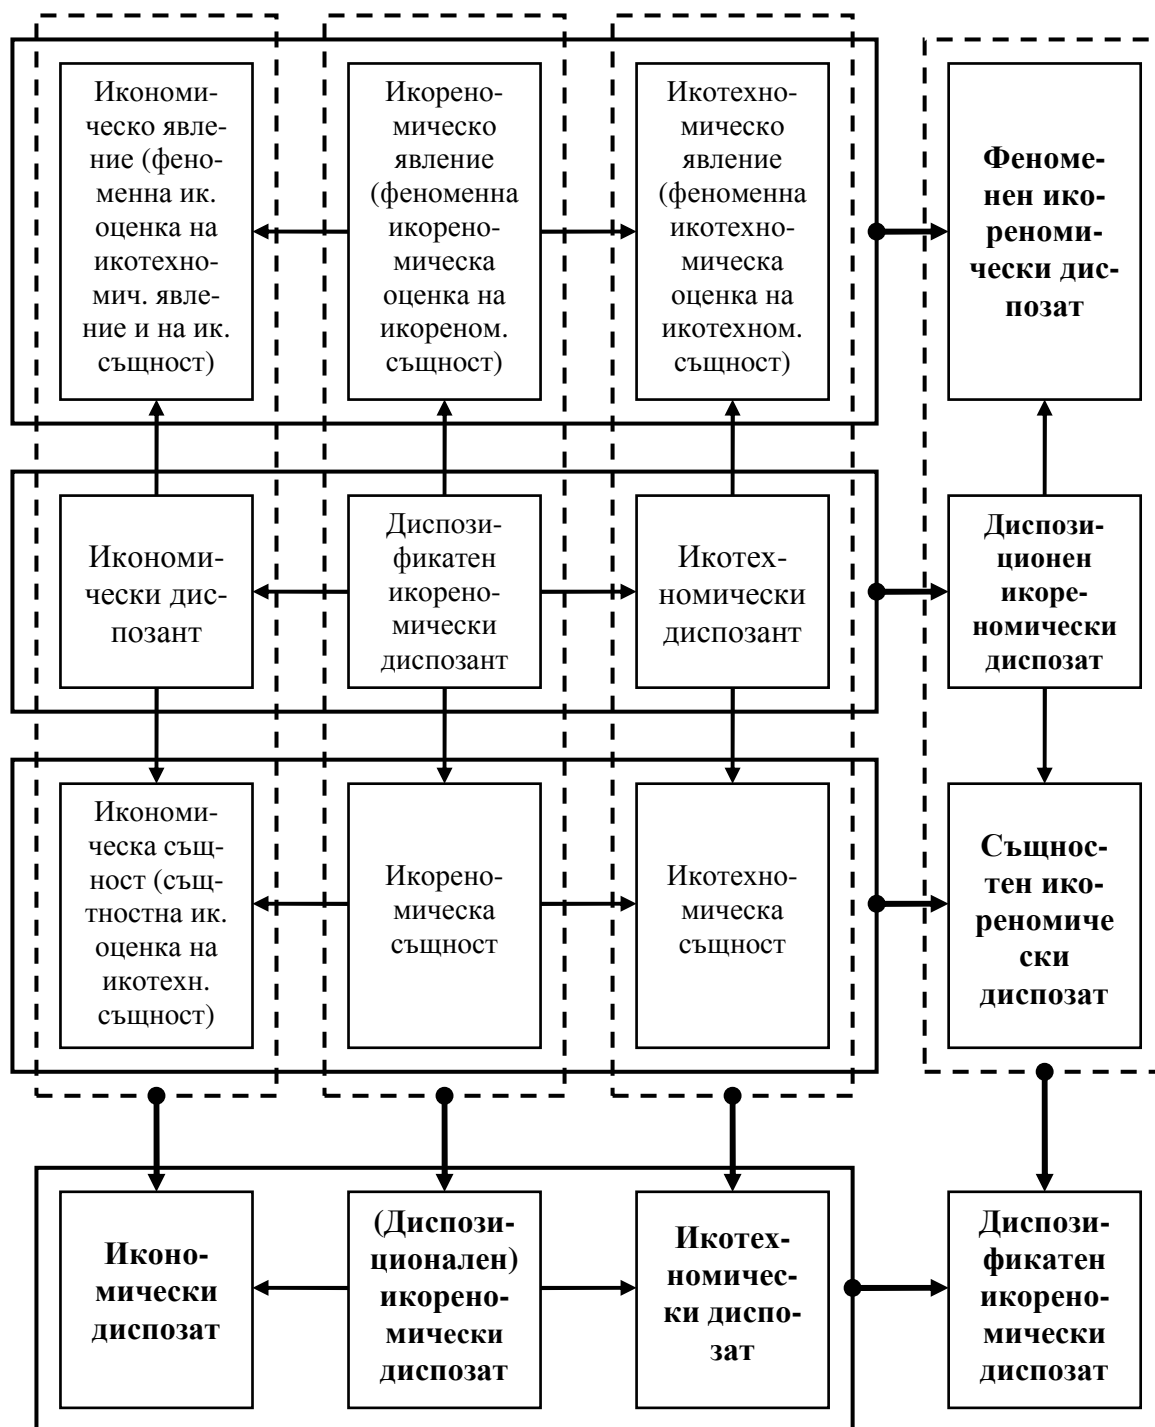 Икономи-
ческо явле-
ние (фено-
менна ик.
оценка на
икотехно-
мич. явле-
ние и на ик.
същност)
Икорено-
мическо
явление
(феноменна
икорено-
мическа
оценка на
икореном.
същност)
Икотехно-
мическо
явление
(феноменна
икотехно-
мическа
оценка на
икотехном.
същност)
Феноме-
нен ико-
реноми-
чески дис-
позат
Икономи-
чески дис-
позант
Диспози-
фикатен
икорено-
мически
диспозант
Икотех-
номически
диспозант
Диспози-
ционен
икоре-
номически
диспозат
Икономи-
ческа същ-
ност (същ-
тностна ик.
оценка на
икотехн.
същност)
Икорено-
мическа
същност
Икотехно-
мическа
същност
Същнос-
тен ико-
реномиче
ски
диспозат
Иконо-
мически
диспозат
(Диспози-
ционален)
икорено-
мически
диспозат
Икотех-
номичес-
ки диспо-
зат
Диспози-
фикатен
икорено-
мически
диспозат